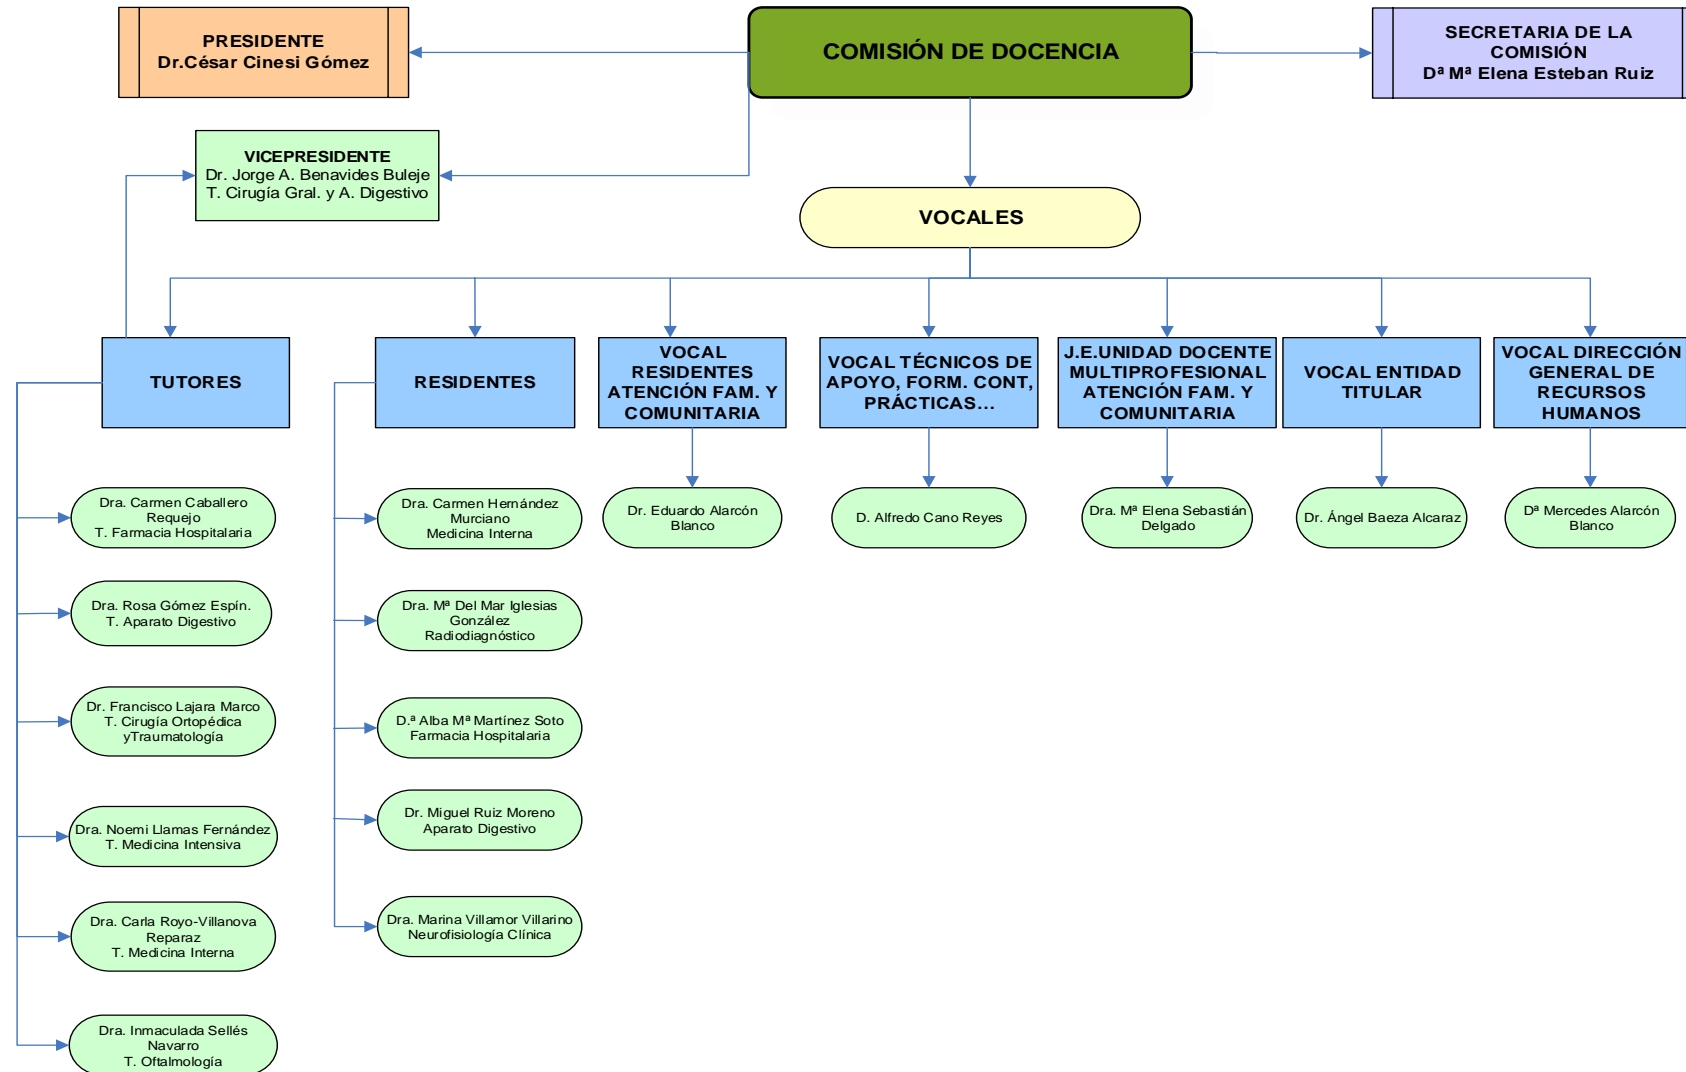 PRESIDENTE
Dr.César Cinesi Gómez
COMISIÓN DE DOCENCIA
SECRETARIA DE LA
COMISIÓN
Dª Mª Elena Esteban Ruiz
VICEPRESIDENTE
Dr. Jorge A. Benavides Buleje
T. Cirugía Gral. y A. Digestivo
VOCALES
TUTORES
RESIDENTES
VOCAL
RESIDENTES
ATENCIÓN FAM. Y
COMUNITARIA
VOCAL TÉCNICOS DE
APOYO, FORM. CONT,
PRÁCTICAS…
J.E.UNIDAD DOCENTE
MULTIPROFESIONAL
ATENCIÓN FAM. Y
COMUNITARIA
VOCAL ENTIDAD
TITULAR
VOCAL DIRECCIÓN
GENERAL DE
RECURSOS
HUMANOS
Dra. Carmen Caballero
Requejo
T. Farmacia Hospitalaria
Dra. Carmen Hernández
Murciano
Medicina Interna
Dr. Eduardo Alarcón
Blanco
D. Alfredo Cano Reyes
Dra. Mª Elena Sebastián
Delgado
Dr. Ángel Baeza Alcaraz
Dª Mercedes Alarcón
Blanco
Dra. Rosa Gómez Espín.
T. Aparato Digestivo
Dra. Mª Del Mar Iglesias
González
Radiodiagnóstico
Dr. Francisco Lajara Marco
T. Cirugía Ortopédica
yTraumatología
D.ª Alba Mª Martínez Soto
Farmacia Hospitalaria
Dra. Noemi Llamas Fernández
T. Medicina Intensiva
Dr. Miguel Ruiz Moreno
Aparato Digestivo
Dra. Carla Royo-Villanova
Reparaz
T. Medicina Interna
Dra. Marina Villamor Villarino
Neurofisiología Clínica
Dra. Inmaculada Sellés
Navarro
T. Oftalmología